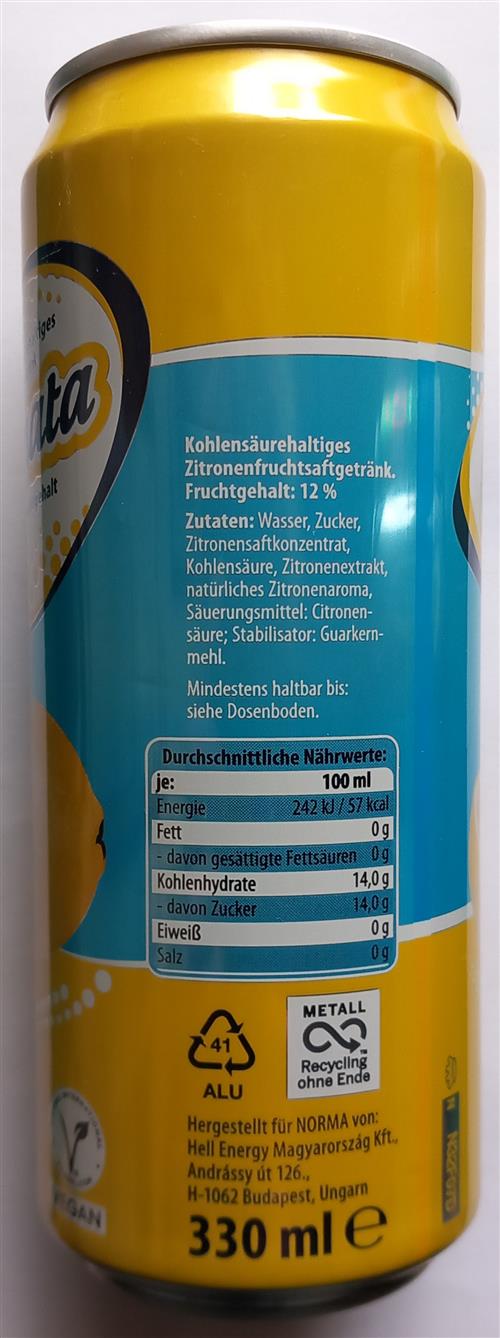 ata
Kohlensäurehaltiges
Zitronenfruchtsaftgetränk.
Fruchtgehalt: 12 %
Zutaten: Wasser, Zucker,
Zitronensaftkonzentrat,
Kohlensäure, Zitronenextrakt,
natürliches Zitronenaroma,
Säuerungsmittel: Citronen-
säure; Stabilisator: Guarkern-
mehl.
Mindestens haltbar bis:
siehe Dosenboden.
Durchschnittliche Nährwerte:
je: 100 ml
Energie 242 kJ / 57 kcal
Fett 0 g
- davon gesättigte Fettsäuren 0 g
Kohlenhydrate 14,0 g
- davon Zucker 14,0 g
Eiweiß 0 g
Salz 0 g
41
ALU
METALL
Recycling™
ohne Ende
Hergestellt für NORMA von:
Hell Energy Magyarország Kft.,
Andrássy út 126.,
H-1062 Budapest, Ungarn
330 ml e